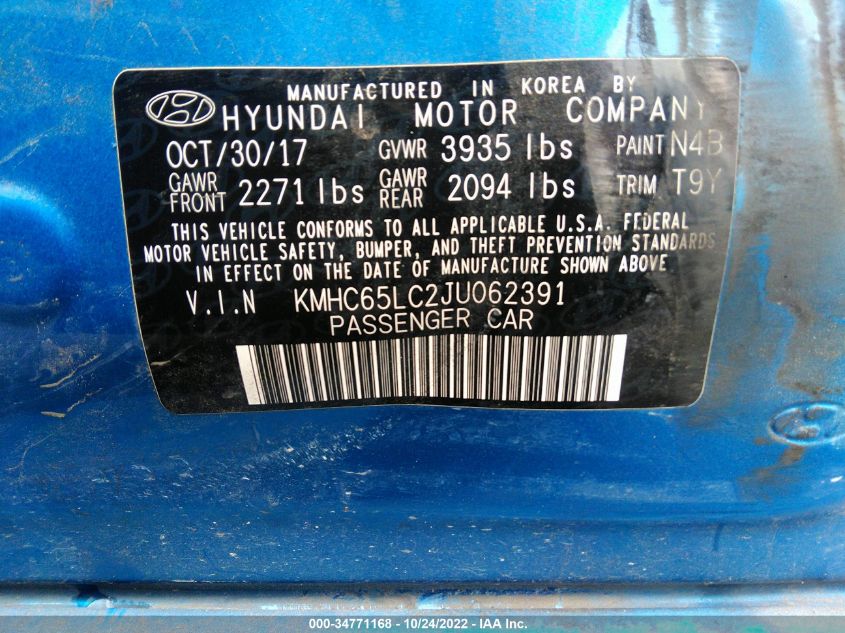 MANUFACTURED IN KOREA BY
HYUNDAI MOTOR COMPANY
OCT/30/17 GVWR 3935 lbs PAINT N4B
GAWR FRONT 2271 lbs GAWR REAR 2094 lbs TRIM T9Y
THIS VEHICLE CONFORMS TO ALL APPLICABLE U.S.A. FEDERAL
MOTOR VEHICLE SAFETY, BUMPER, AND THEFT PREVENTION STANDARDS
IN EFFECT ON THE DATE OF MANUFACTURE SHOWN ABOVE
V.I.N KMHC65LC2JU062391
PASSENGER CAR
000-34771168 - 10/24/2022 - IAA Inc.